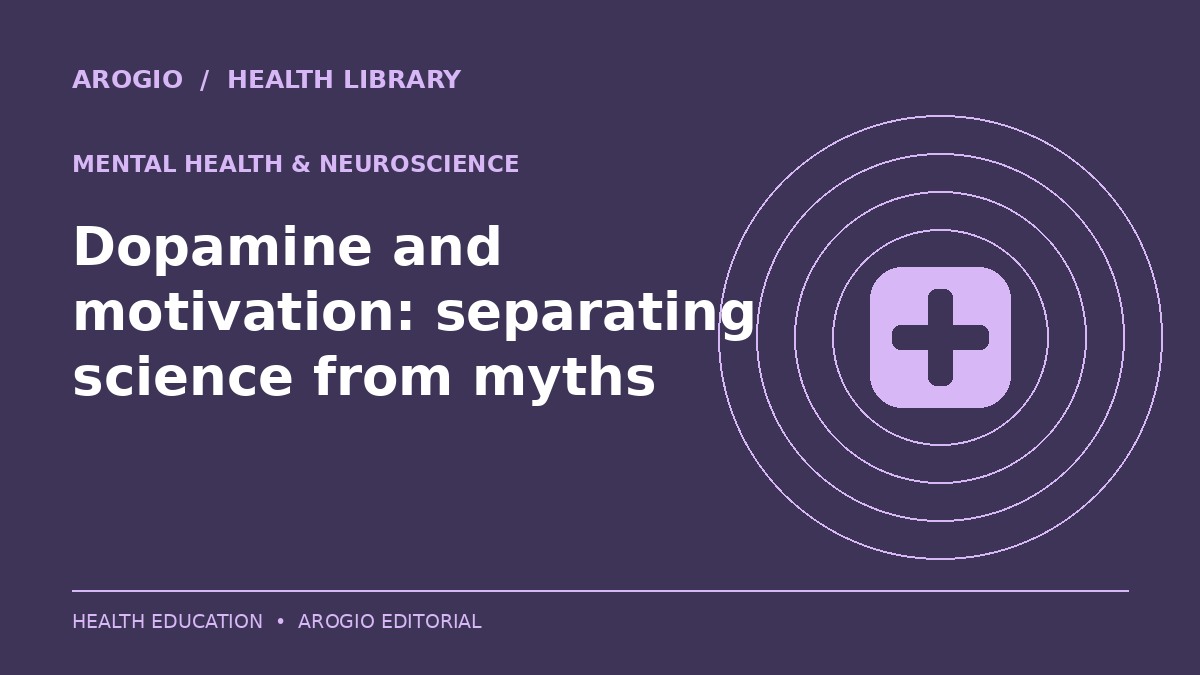 AROGIO / HEALTH LIBRARY
MENTAL HEALTH & NEUROSCIENCE
Dopamine and
motivation: separating
science from myths
HEALTH EDUCATION • AROGIO EDITORIAL